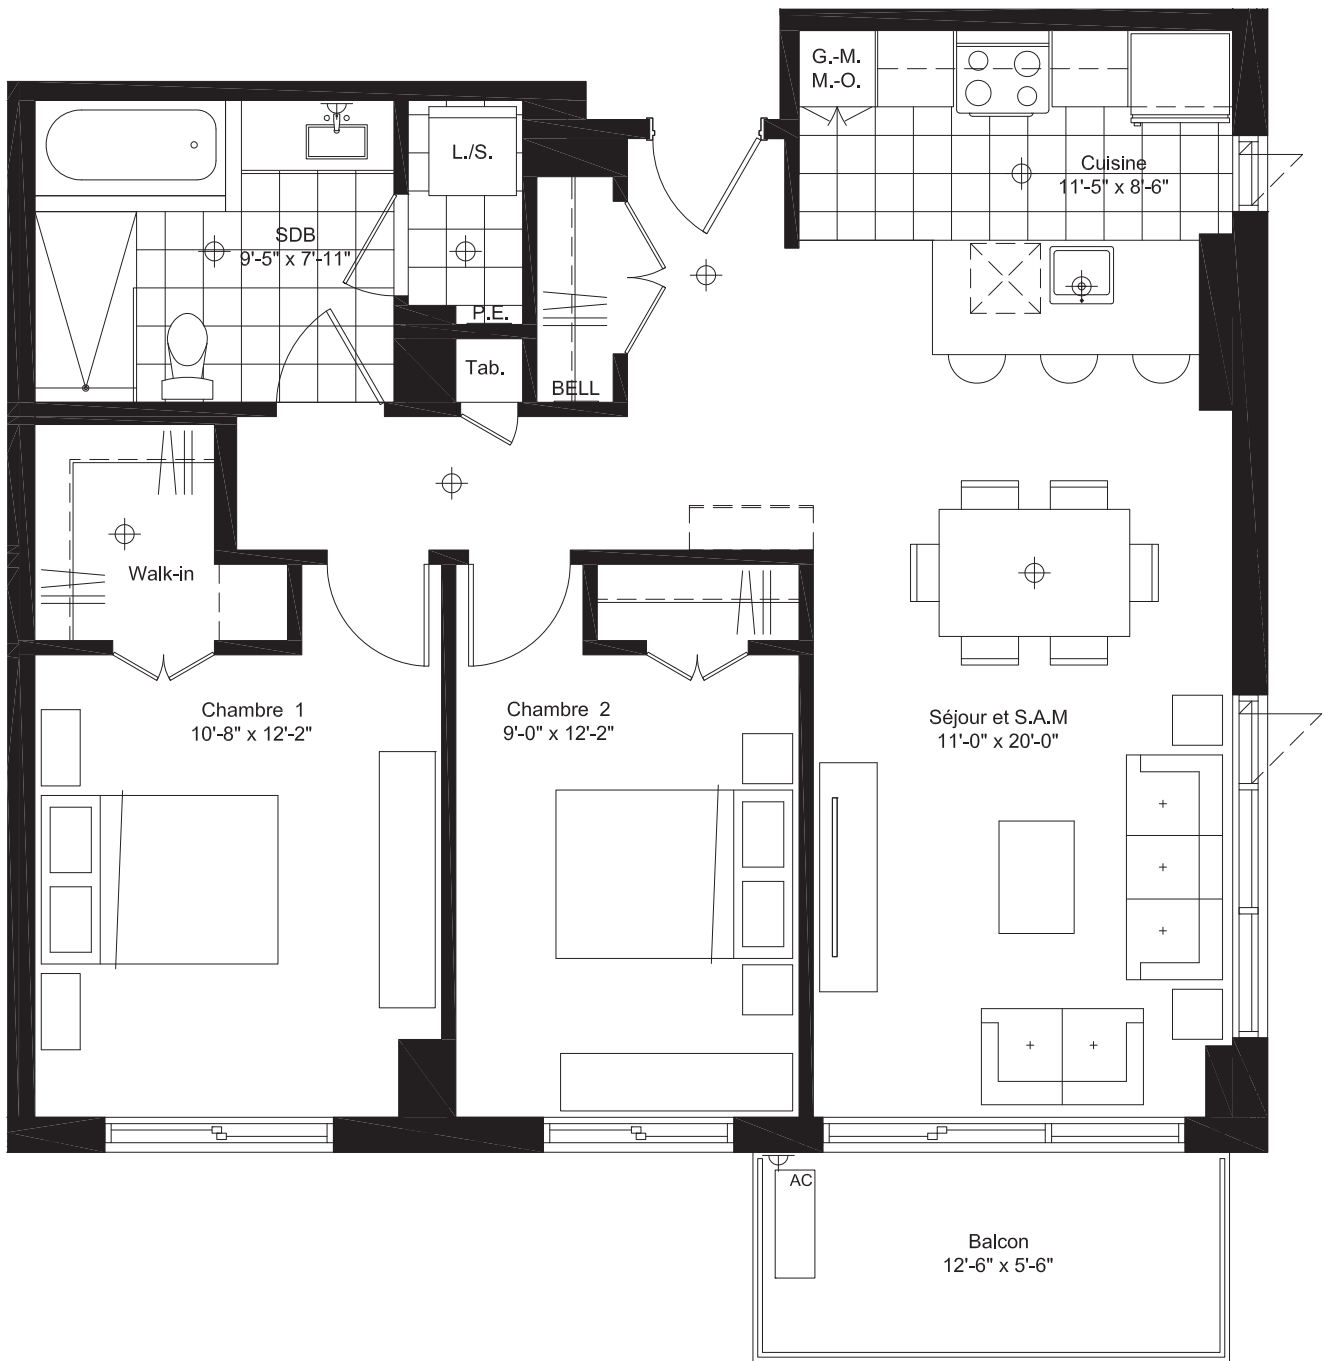 G.-M.
M.-O.
Cuisine
11'-5" x 8'-6"
L./S.
SDB
9'-5" x 7'-11"
P.E.
Tab.
BELL
Walk-in
Chambre 1
10'-8" x 12'-2"
Chambre 2
9'-0" x 12'-2"
Séjour et S.A.M
11'-0" x 20'-0"
AC
Balcon
12'-6" x 5'-6"